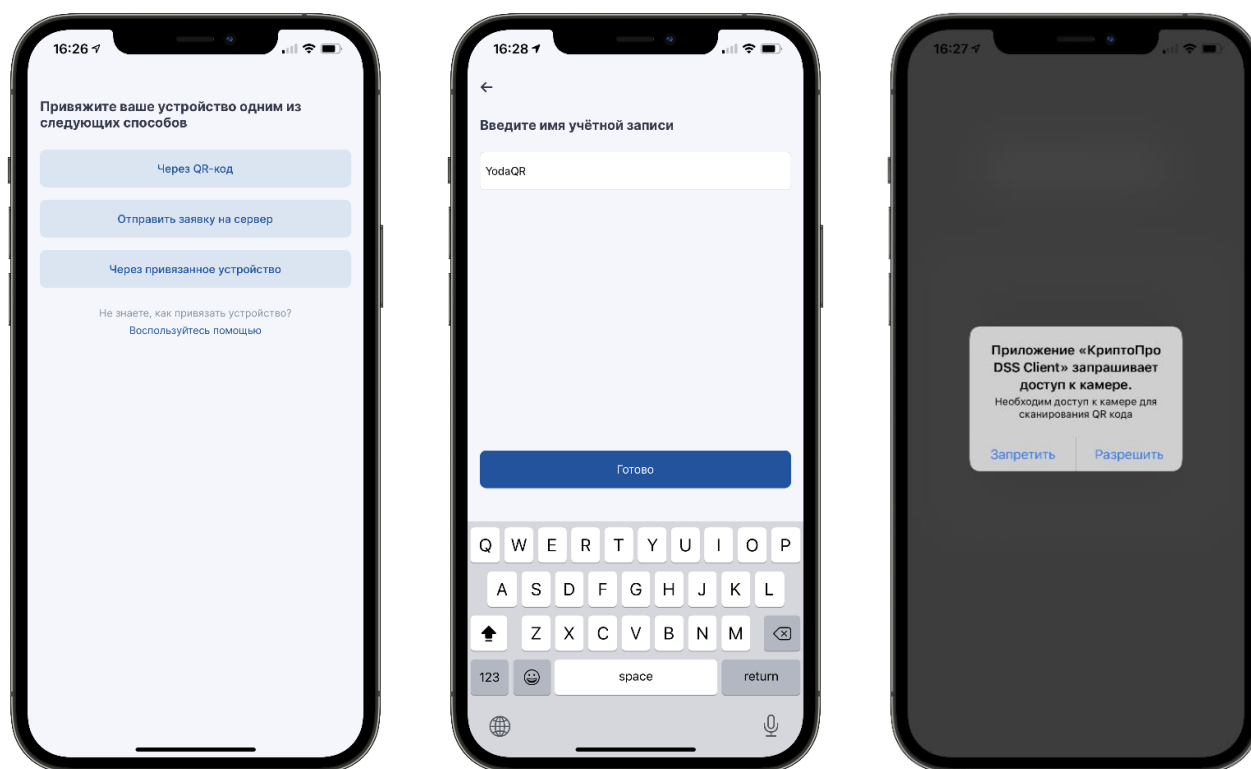 16:26
Привяжите ваше устройство одним из
следующих способов
Через QR-код
Отправить заявку на сервер
Через привязанное устройство
Не знаете, как привязать устройство?
Воспользуйтесь помощью
16:28
Введите имя учётной записи
YodaQR
Готово
Q W E R T Y U I O P
A S D F G H J K L
Z X C V B N M
123 space return
16:27
Приложение «КриптоПро
DSS Client» запрашивает
доступ к камере.
Необходим доступ к камере для
сканирования QR кода
Запретить Разрешить